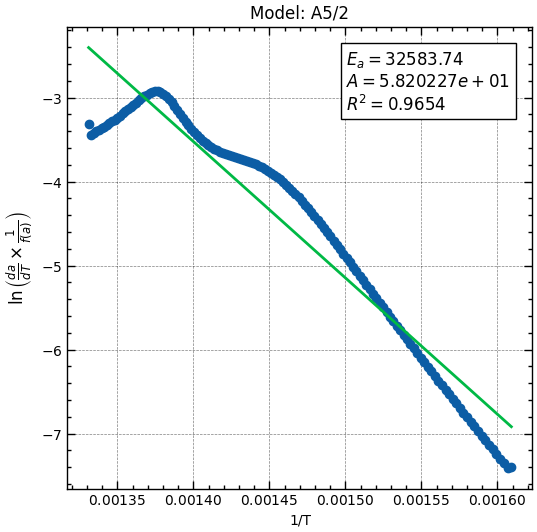 Model: A5/2
E_a = 32583.74
A = 5.820227e + 01
R^2 = 0.9654
ln(da/dT × 1/f(a))
−3
−4
−5
−6
−7
0.00135 0.00140 0.00145 0.00150 0.00155 0.00160
1/T